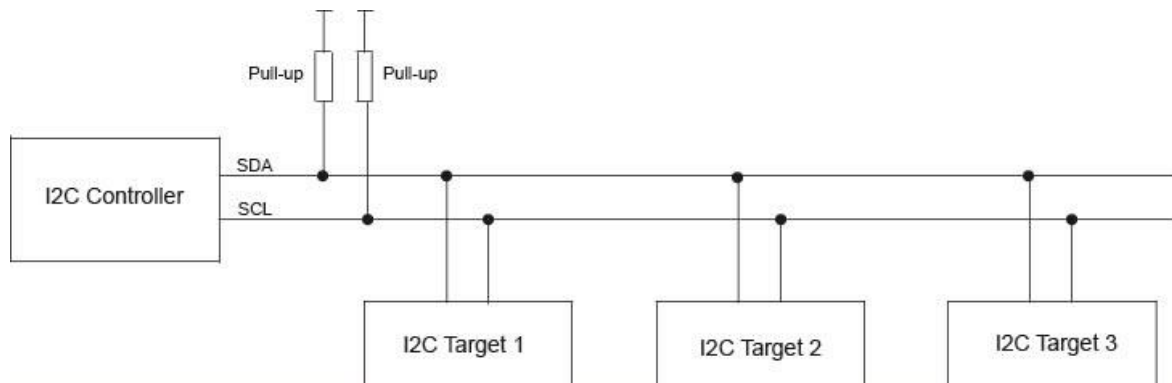 Pull-up
Pull-up
SDA
I2C Controller
SCL
I2C Target 1
I2C Target 2
I2C Target 3